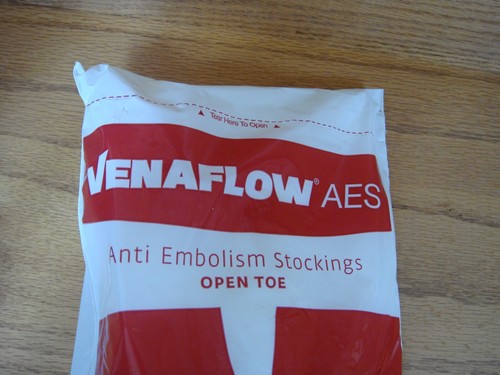 Tear Here To Open
VENAFLOW® AES
Anti Embolism Stockings
OPEN TOE